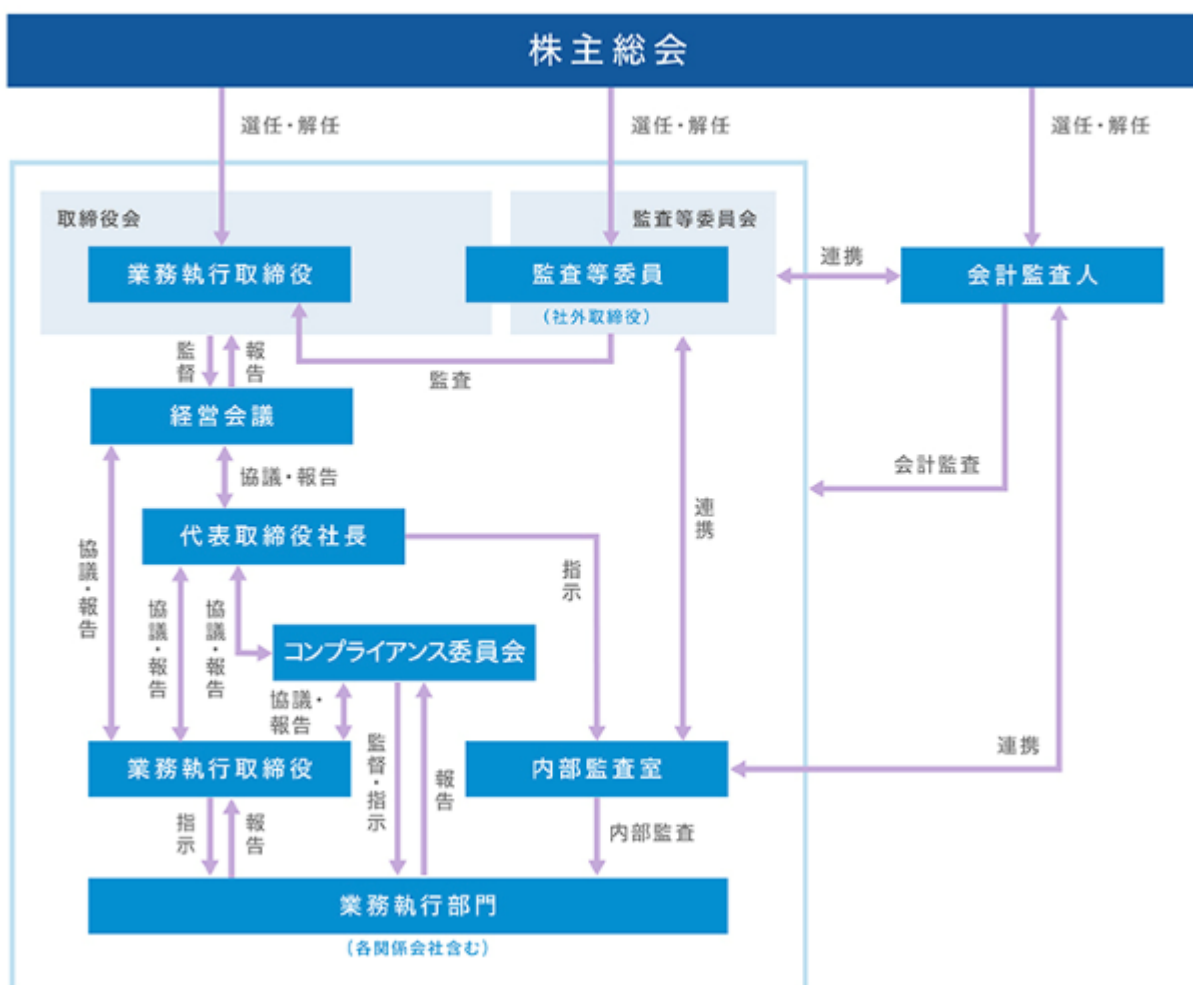 株主総会
選任・解任
選任・解任
選任・解任
取締役会
監査等委員会
業務執行取締役
監査等委員
(社外取締役)
連携
会計監査人
監督
報告
監査
経営会議
協議・報告
会計監査
代表取締役社長
連携
協議・報告
指示
協議・報告
協議・報告
コンプライアンス委員会
協議・
報告
監督・指示
報告
業務執行取締役
内部監査室
連携
指示
報告
内部監査
業務執行部門
(各関係会社含む)